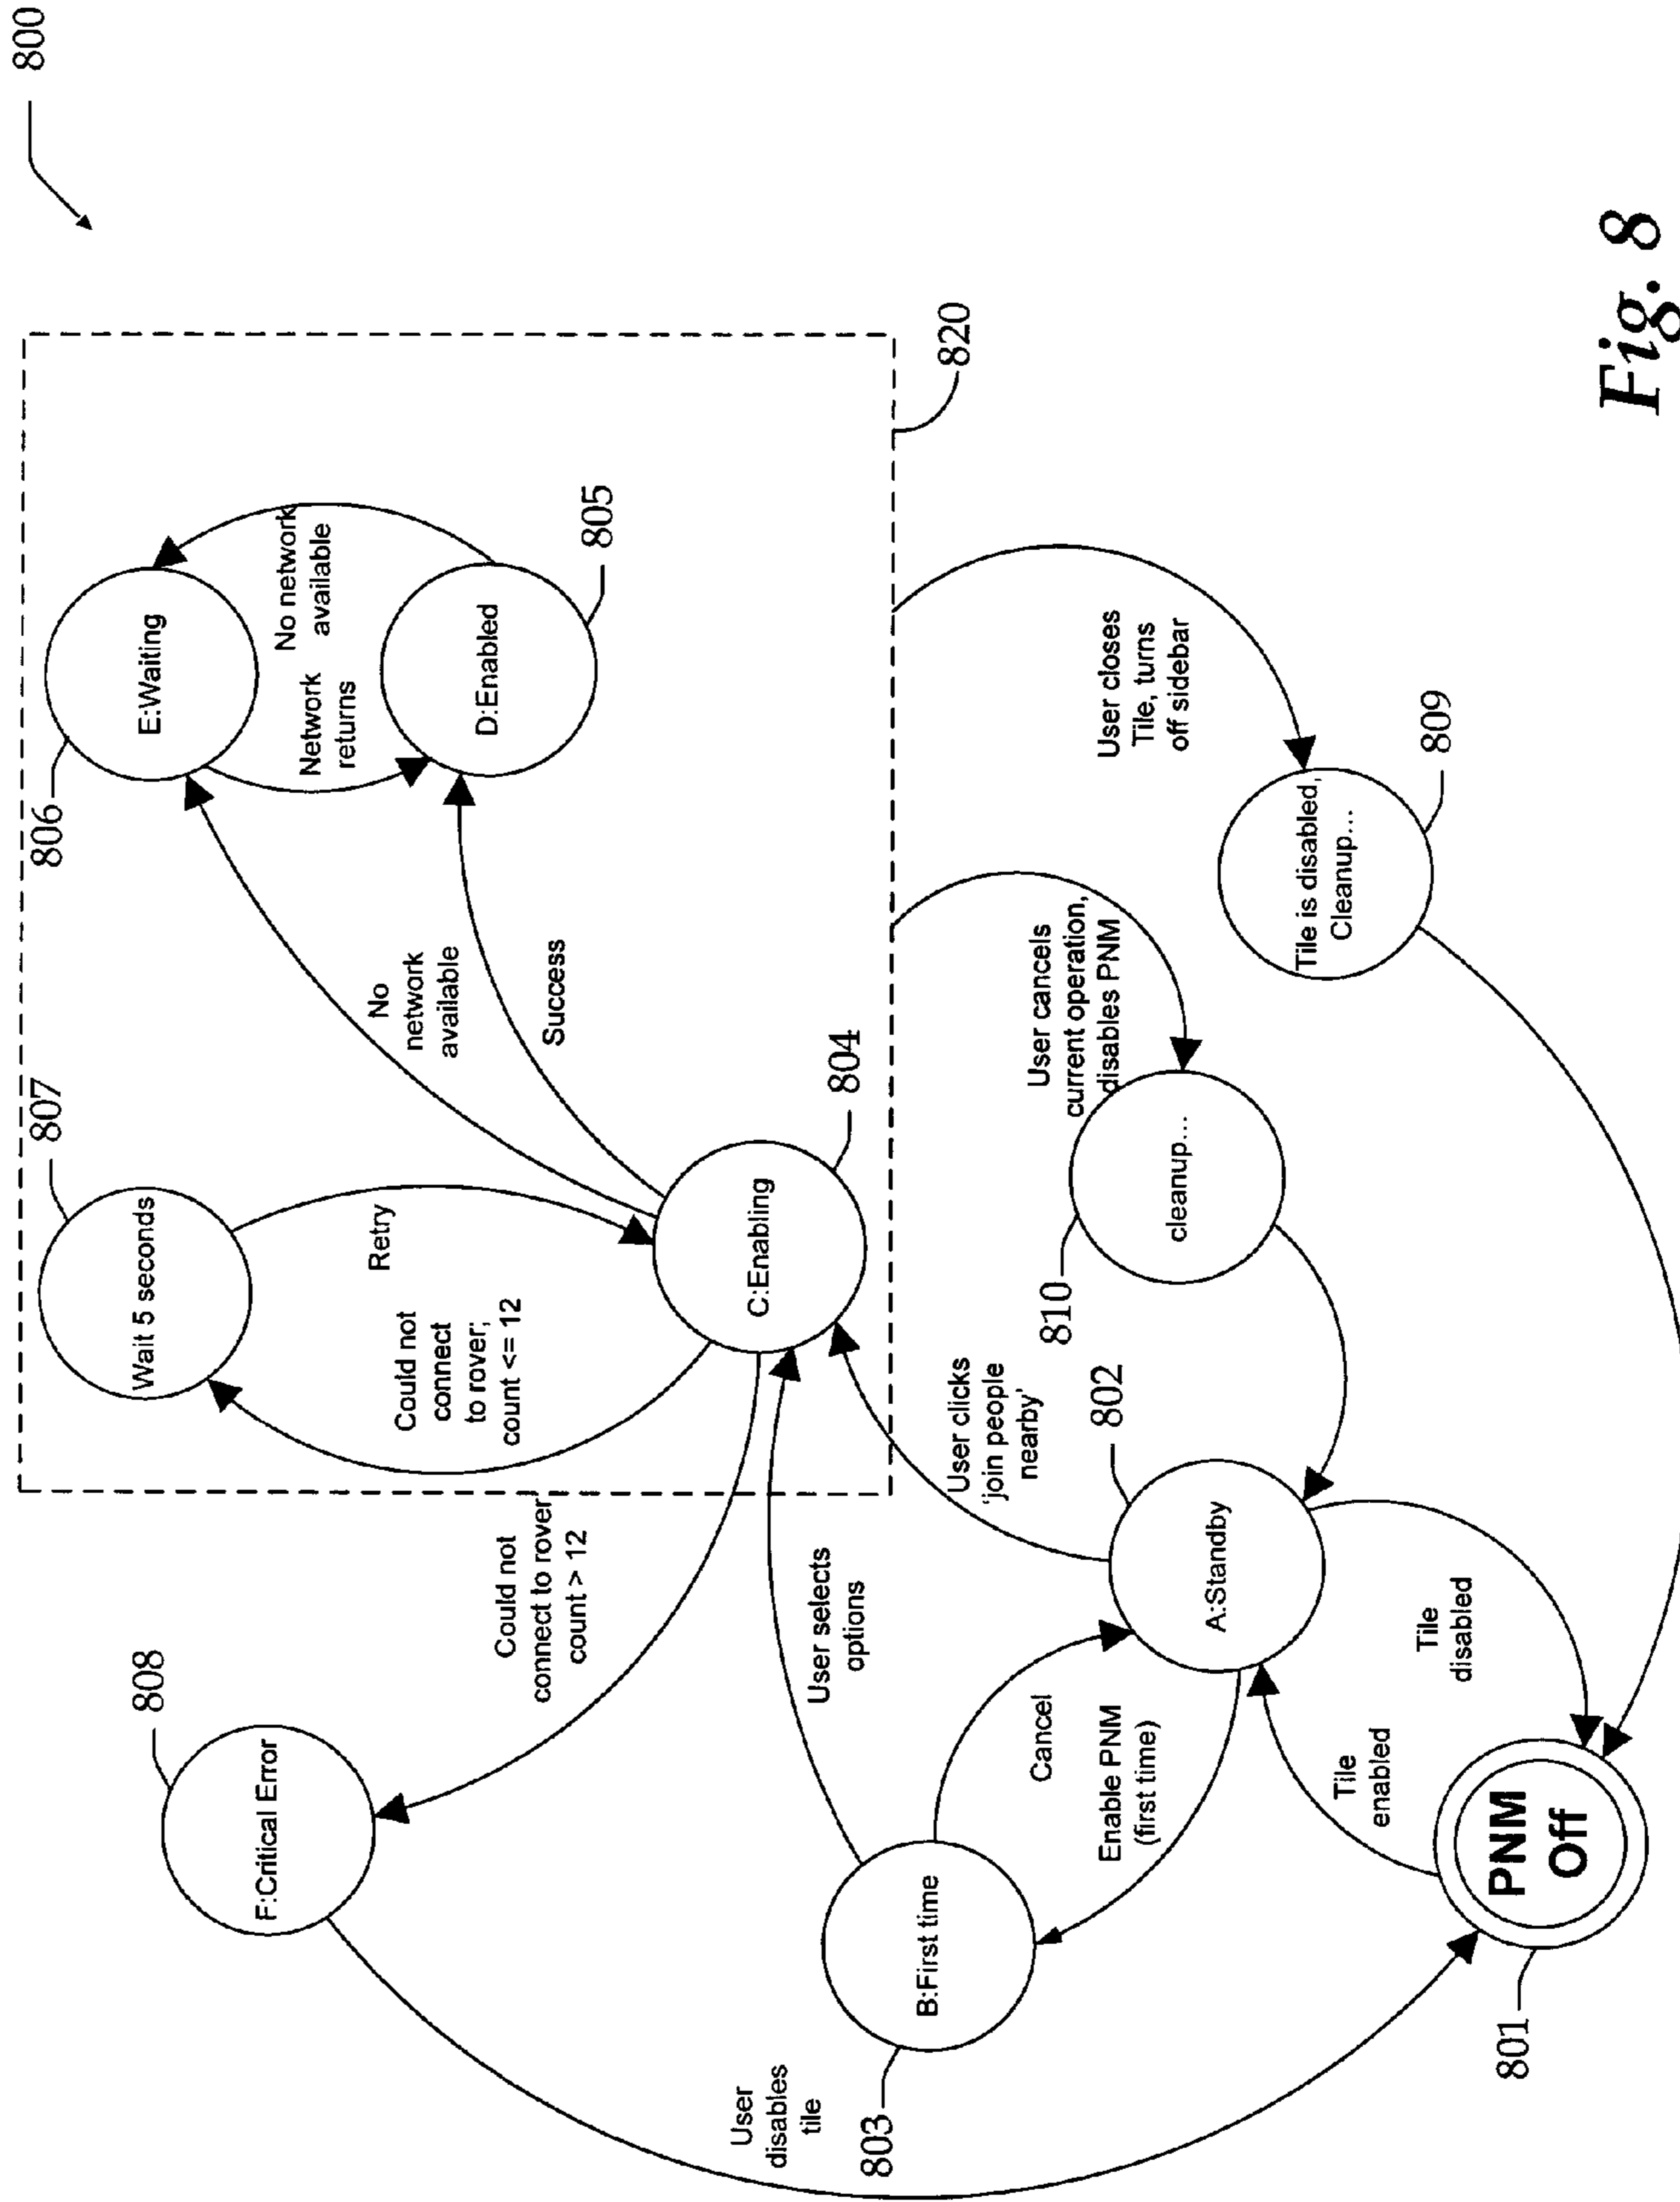 800
807
806
Wait 5 seconds
E:Waiting
808
F:Critical Error
Retry
Could not
connect
to rover;
count <= 12
No
network
available
Network
returns
No network
available
Could not
connect to rover
count > 12
Success
D:Enabled
805
C:Enabling
804
820
User
disables
tile
User selects
options
803
B:First time
User clicks
'join people
nearby'
User cancels
current operation,
disables PNM
User closes
Tile, turns
off sidebar
Cancel
Enable PNM
(first time)
802
A:Standby
810
cleanup...
Tile is disabled,
Cleanup...
809
Tile
enabled
Tile
disabled
801
PNM
Off
Fig. 8